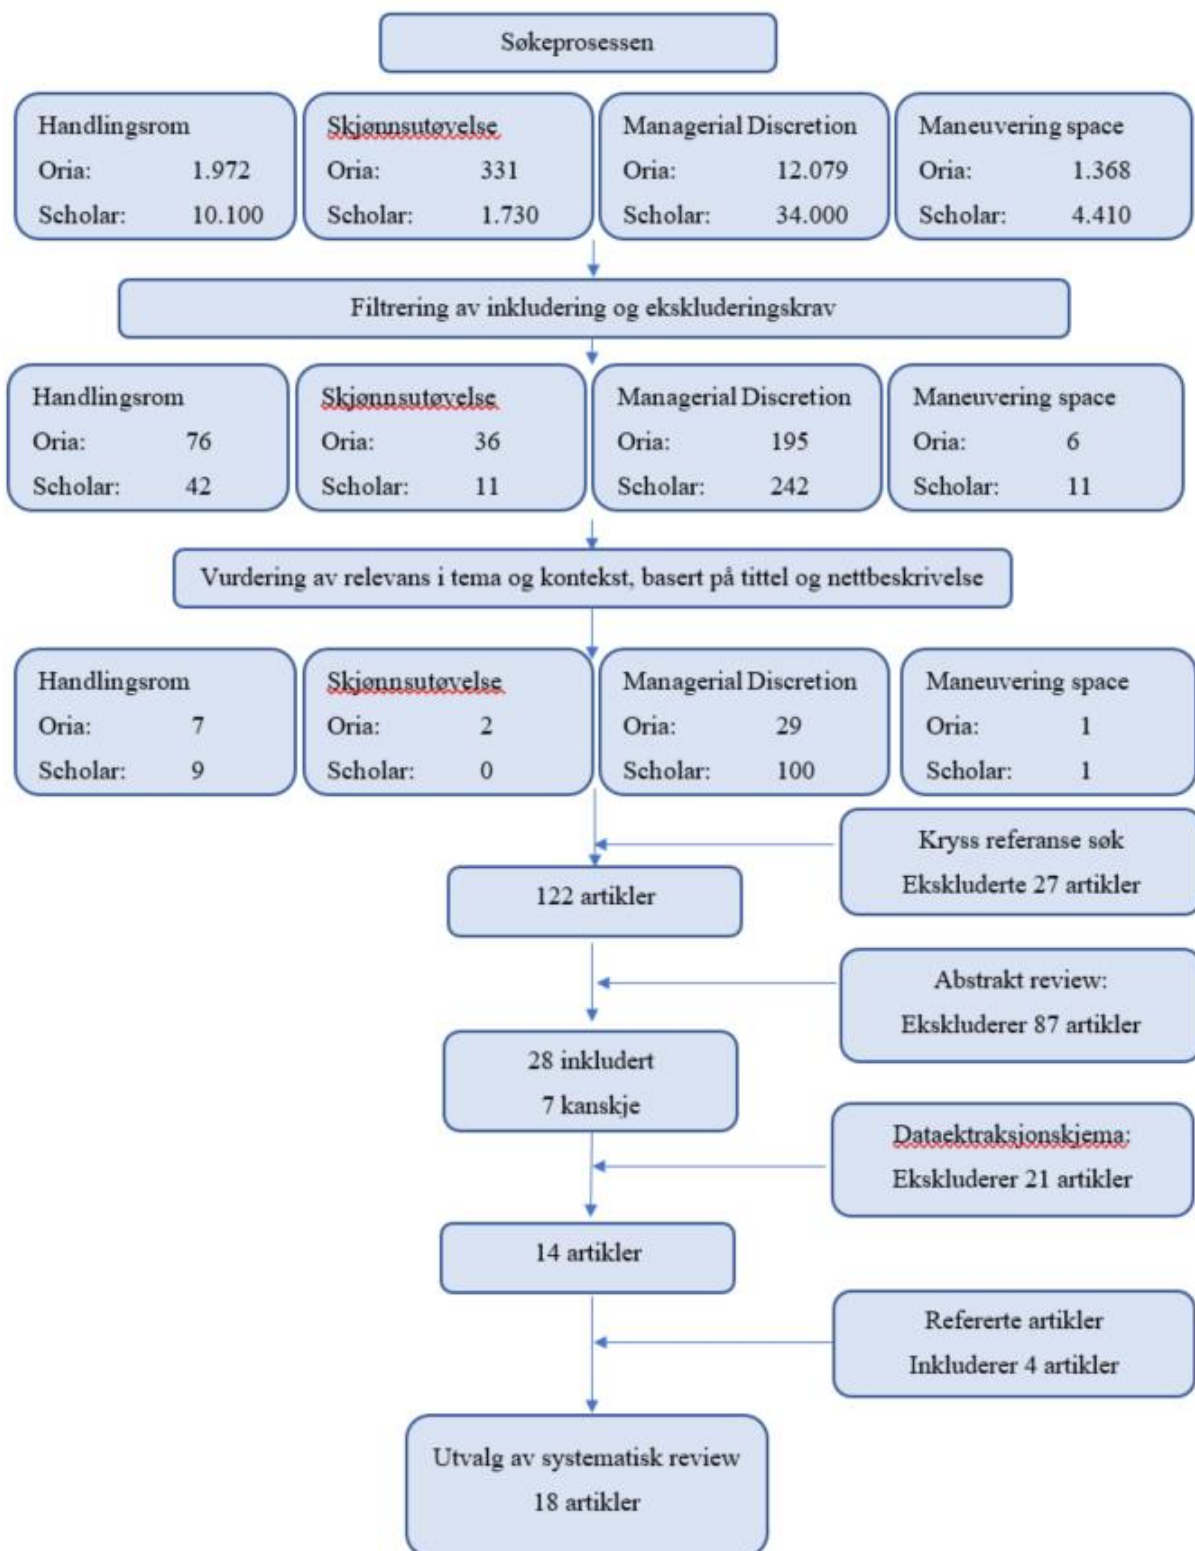 Søkeprosessen
Handlingsrom
Oria: 1.972
Scholar: 10.100
Skjønnsutøvelse
Oria: 331
Scholar: 1.730
Managerial Discretion
Oria: 12.079
Scholar: 34.000
Maneuvering space
Oria: 1.368
Scholar: 4.410
Filtrering av inkludering og ekskluderingskrav
Handlingsrom
Oria: 76
Scholar: 42
Skjønnsutøvelse
Oria: 36
Scholar: 11
Managerial Discretion
Oria: 195
Scholar: 242
Maneuvering space
Oria: 6
Scholar: 11
Vurdering av relevans i tema og kontekst, basert på tittel og nettbeskrivelse
Handlingsrom
Oria: 7
Scholar: 9
Skjønnsutøvelse
Oria: 2
Scholar: 0
Managerial Discretion
Oria: 29
Scholar: 100
Maneuvering space
Oria: 1
Scholar: 1
Kryss referanse søk
Ekskluderte 27 artikler
122 artikler
Abstrakt review:
Ekskluderer 87 artikler
28 inkludert
7 kanskje
Dataektraksjonskjema:
Ekskluderer 21 artikler
14 artikler
Refererte artikler
Inkluderer 4 artikler
Utvalg av systematisk review
18 artikler